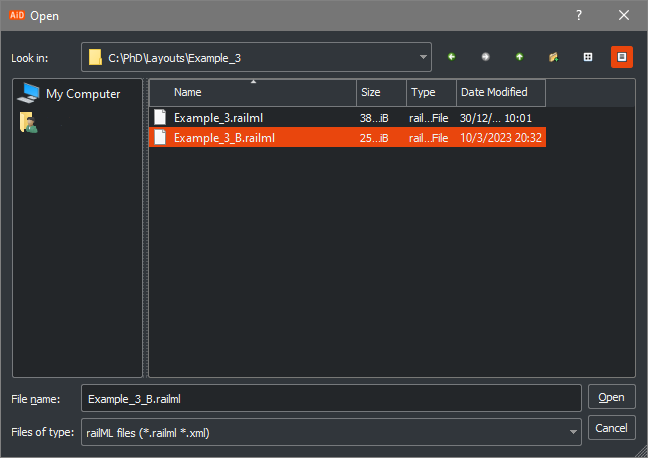 AID Open ?
Look in: C:\PhD\Layouts\Example_3
My Computer
Name Size Type Date Modified
Example_3.railml 38...iB rail...File 30/12/... 10:01
Example_3_B.railml 25...iB rail...File 10/3/2023 20:32
File name: Example_3_B.railml Open
Files of type: railML files (*.railml *.xml) Cancel